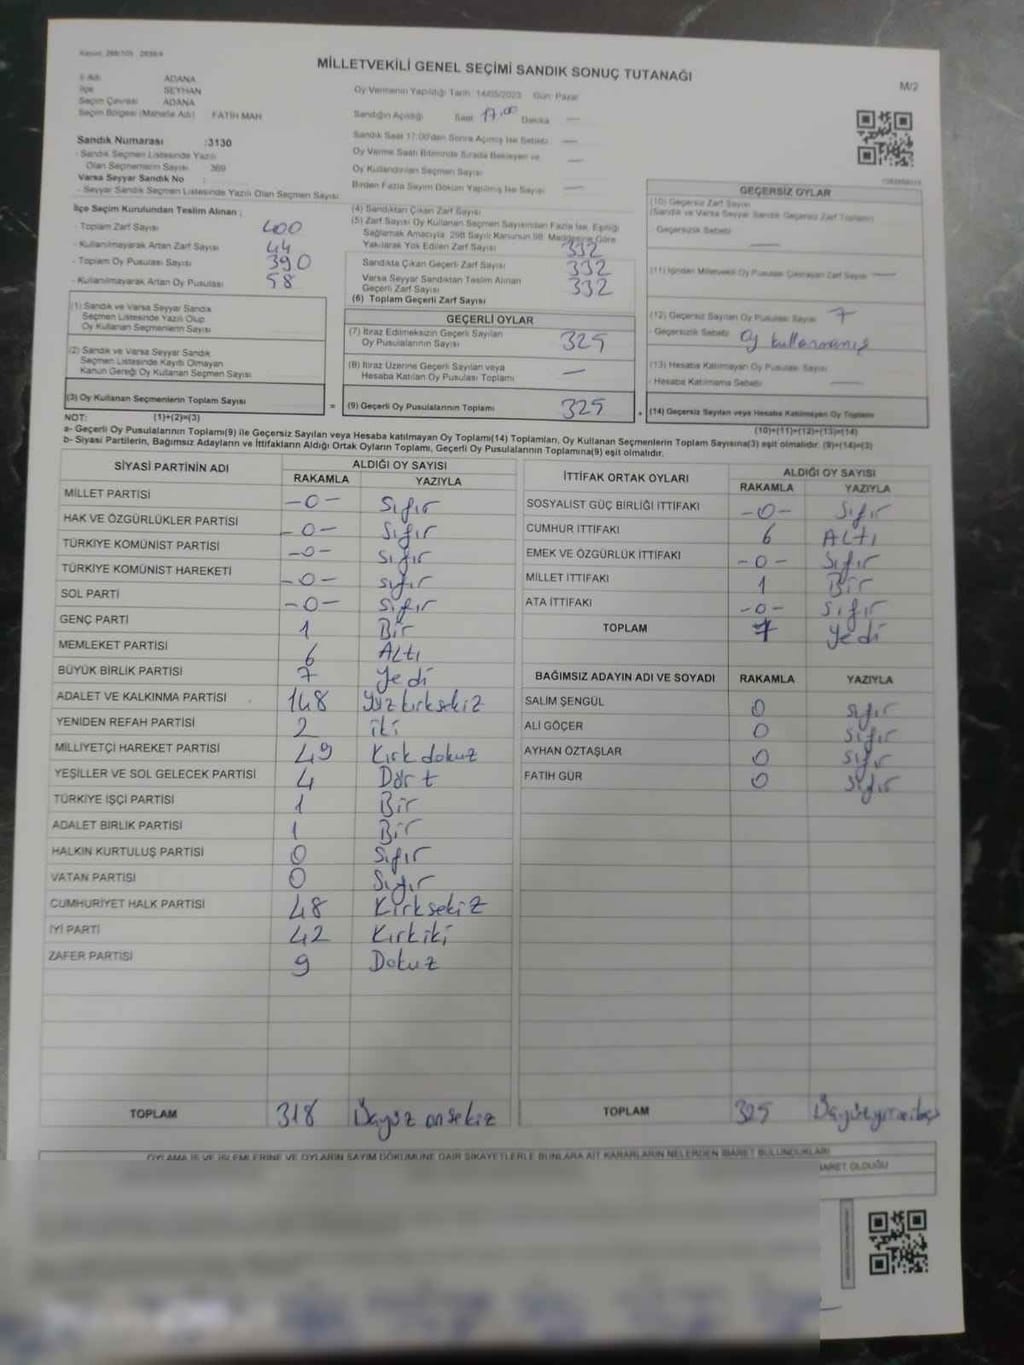 MİLLETVEKİLİ GENEL SEÇİMİ SANDIK SONUÇ TUTANAĞI
M/2
İli Adı ADANA
İlçe SEYHAN
Seçim Çevresi ADANA
Seçim Bölgesi (Mahalle Adı) FATİH MAH
Sandık Numarası :3130
- Sandık Seçmen Listesinde Yazılı
Olan Seçmenlerin Sayısı 369
Varsa Seyyar Sandık No :
- Seyyar Sandık Seçmen Listesinde Yazılı Olan Seçmen Sayısı
Oy Vermenin Yapıldığı Tarih :14/05/2023 Gün: Pazar
Sandığın Açıldığı Saat 17.00 Dakika —
Sandık Saat 17:00'dan Sonra Açılmış İse Sebebi —
Oy Verme Saati Bitiminde Sırada Bekleyen ve —
Oy Kullandırılan Seçmen Sayısı
Birden Fazla Sayım Döküm Yapılmış İse Sayısı —
İlçe Seçim Kurulundan Teslim Alınan ;
- Toplam Zarf Sayısı 400
- Kullanılmayarak Artan Zarf Sayısı 44
- Toplam Oy Pusulası Sayısı 390
- Kullanılmayarak Artan Oy Pusulası 58
(1) Sandık ve Varsa Seyyar Sandık
Seçmen Listesinde Yazılı Olup
Oy Kullanan Seçmenlerin Sayısı
(2) Sandık ve Varsa Seyyar Sandık
Seçmen Listesinde Kayıtlı Olmayan
Kanun Gereği Oy Kullanan Seçmen Sayısı
(3) Oy Kullanan Seçmenlerin Toplam Sayısı
(4) Sandıktan Çıkan Zarf Sayısı
(5) Zarf Sayısı Oy Kullanan Seçmen Sayısından Fazla İse, Eşitliği
Sağlamak Amacıyla 298 Sayılı Kanunun 98. Maddesine Göre
Yakılarak Yok Edilen Zarf Sayısı 332
Sandıkta Çıkan Geçerli Zarf Sayısı 332
Varsa Seyyar Sandıktan Teslim Alınan
Geçerli Zarf Sayısı 332
(6) Toplam Geçerli Zarf Sayısı
GEÇERLİ OYLAR
(7) İtiraz Edilmeksizin Geçerli Sayılan
Oy Pusulalarının Sayısı 325
(8) İtiraz Üzerine Geçerli Sayılan veya
Hesaba Katılan Oy Pusulası Toplamı —
= (9) Geçerli Oy Pusulalarının Toplamı 325
GEÇERSİZ OYLAR
(10) Geçersiz Zarf Sayısı
(Sandık ve Varsa Seyyar Sandık Geçersiz Zarf Toplamı)
Geçersizlik Sebebi —
(11) İçinden Milletvekili Oy Pusulası Çıkmayan Zarf Sayısı —
(12) Geçersiz Sayılan Oy Pusulası Sayısı 7
- Geçersizlik Sebebi Oy kullanmamış
(13) Hesaba Katılmayan Oy Pusulası Sayısı
- Hesaba Katılmama Sebebi —
(14) Geçersiz Sayılan veya Hesaba Katılmayan Oy Toplamı
NOT: (1)+(2)=(3)
(10)+(11)+(12)+(13)=(14)
a- Geçerli Oy Pusulalarının Toplamı(9) ile Geçersiz Sayılan veya Hesaba katılmayan Oy Toplamı(14) Toplamları, Oy Kullanan Seçmenlerin Toplam Sayısına(3) eşit olmalıdır. (9)+(14)=(3)
b- Siyasi Partilerin, Bağımsız Adayların ve İttifakların Aldığı Ortak Oyların Toplamı, Geçerli Oy Pusulalarının Toplamına(9) eşit olmalıdır.
SİYASİ PARTİNİN ADI ALDIĞI OY SAYISI
RAKAMLA YAZIYLA
MİLLET PARTİSİ -0- Sıfır
HAK VE ÖZGÜRLÜKLER PARTİSİ -0- Sıfır
TÜRKİYE KOMÜNİST PARTİSİ -0- Sıfır
TÜRKİYE KOMÜNİST HAREKETİ -0- Sıfır
SOL PARTİ -0- Sıfır
GENÇ PARTİ 1 Bir
MEMLEKET PARTİSİ 6 Altı
BÜYÜK BİRLİK PARTİSİ 7 Yedi
ADALET VE KALKINMA PARTİSİ 148 Yüz kırksekiz
YENİDEN REFAH PARTİSİ 2 iki
MİLLİYETÇİ HAREKET PARTİSİ 49 Kırk dokuz
YEŞİLLER VE SOL GELECEK PARTİSİ 4 Dört
TÜRKİYE İŞÇİ PARTİSİ 1 Bir
ADALET BİRLİK PARTİSİ 1 Bir
HALKIN KURTULUŞ PARTİSİ 0 Sıfır
VATAN PARTİSİ 0 Sıfır
CUMHURİYET HALK PARTİSİ 48 Kırksekiz
İYİ PARTİ 42 Kırkiki
ZAFER PARTİSİ 9 Dokuz
TOPLAM 318 Üçyüz onsekiz
İTTİFAK ORTAK OYLARI ALDIĞI OY SAYISI
RAKAMLA YAZIYLA
SOSYALİST GÜÇ BİRLİĞİ İTTİFAKI -0- Sıfır
CUMHUR İTTİFAKI 6 Altı
EMEK VE ÖZGÜRLÜK İTTİFAKI -0- Sıfır
MİLLET İTTİFAKI 1 Bir
ATA İTTİFAKI -0- Sıfır
TOPLAM 7 Yedi
BAĞIMSIZ ADAYIN ADI VE SOYADI RAKAMLA YAZIYLA
SALİM ŞENGÜL 0 Sıfır
ALİ GÖÇER 0 Sıfır
AYHAN ÖZTAŞLAR 0 Sıfır
FATİH GÜR 0 Sıfır
TOPLAM 325 Üçyüzyirmibeş
OYLAMA İŞ VE İŞLEMLERİNE VE OYLARIN SAYIM DÖKÜMÜNE DAİR ŞİKAYETLERLE BUNLARA AİT KARARLARIN NELERDEN İBARET BULUNDUKLARI